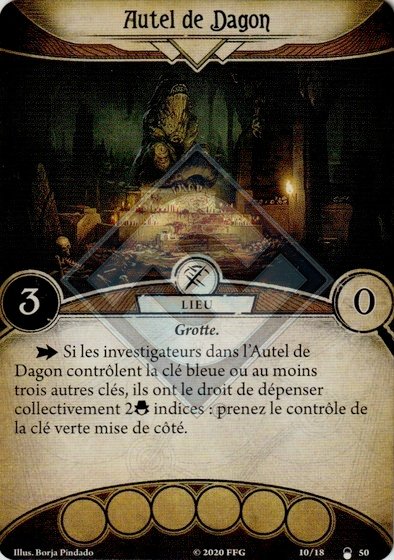 Autel de Dagon
3
LIEU
0
Grotte.
Si les investigateurs dans l'Autel de
Dagon contrôlent la clé bleue ou au moins
trois autres clés, ils ont le droit de dépenser
collectivement 2 indices : prenez le contrôle de
la clé verte mise de côté.
Illus. Borja Pindado © 2020 FFG 10/18 50